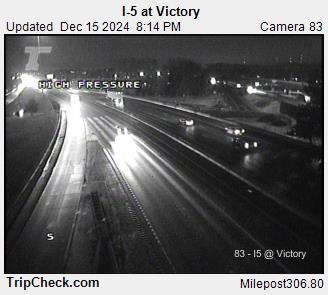 I-5 at Victory
Updated Dec 15 2024 8:14 PM Camera 83
HIGH PRESSURE
S
83 - I5 @ Victory
TripCheck.com Milepost306.80